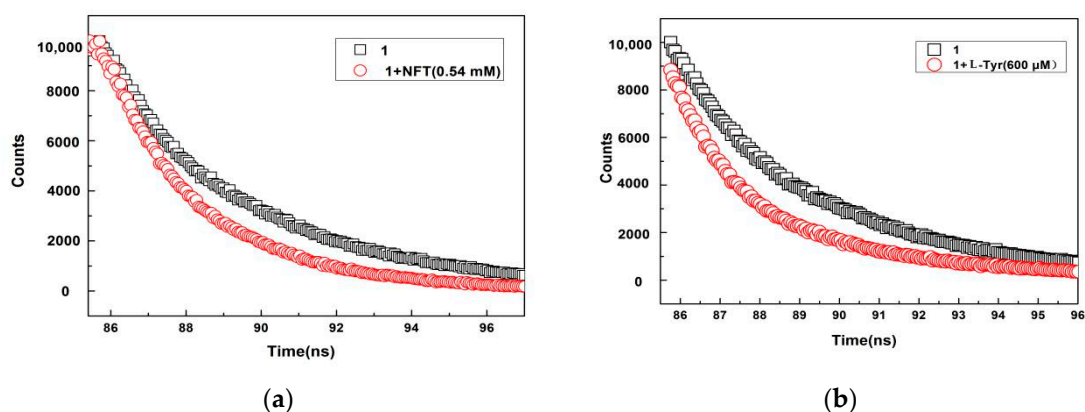 10,000
8000
6000
4000
2000
0
Counts
1
1+NFT(0.54 mM)
86 88 90 92 94 96
Time(ns)
(a)
10,000
8000
6000
4000
2000
0
Counts
1
1+L-Tyr(600 μM）
86 87 88 89 90 91 92 93 94 95 96
Time(ns)
(b)